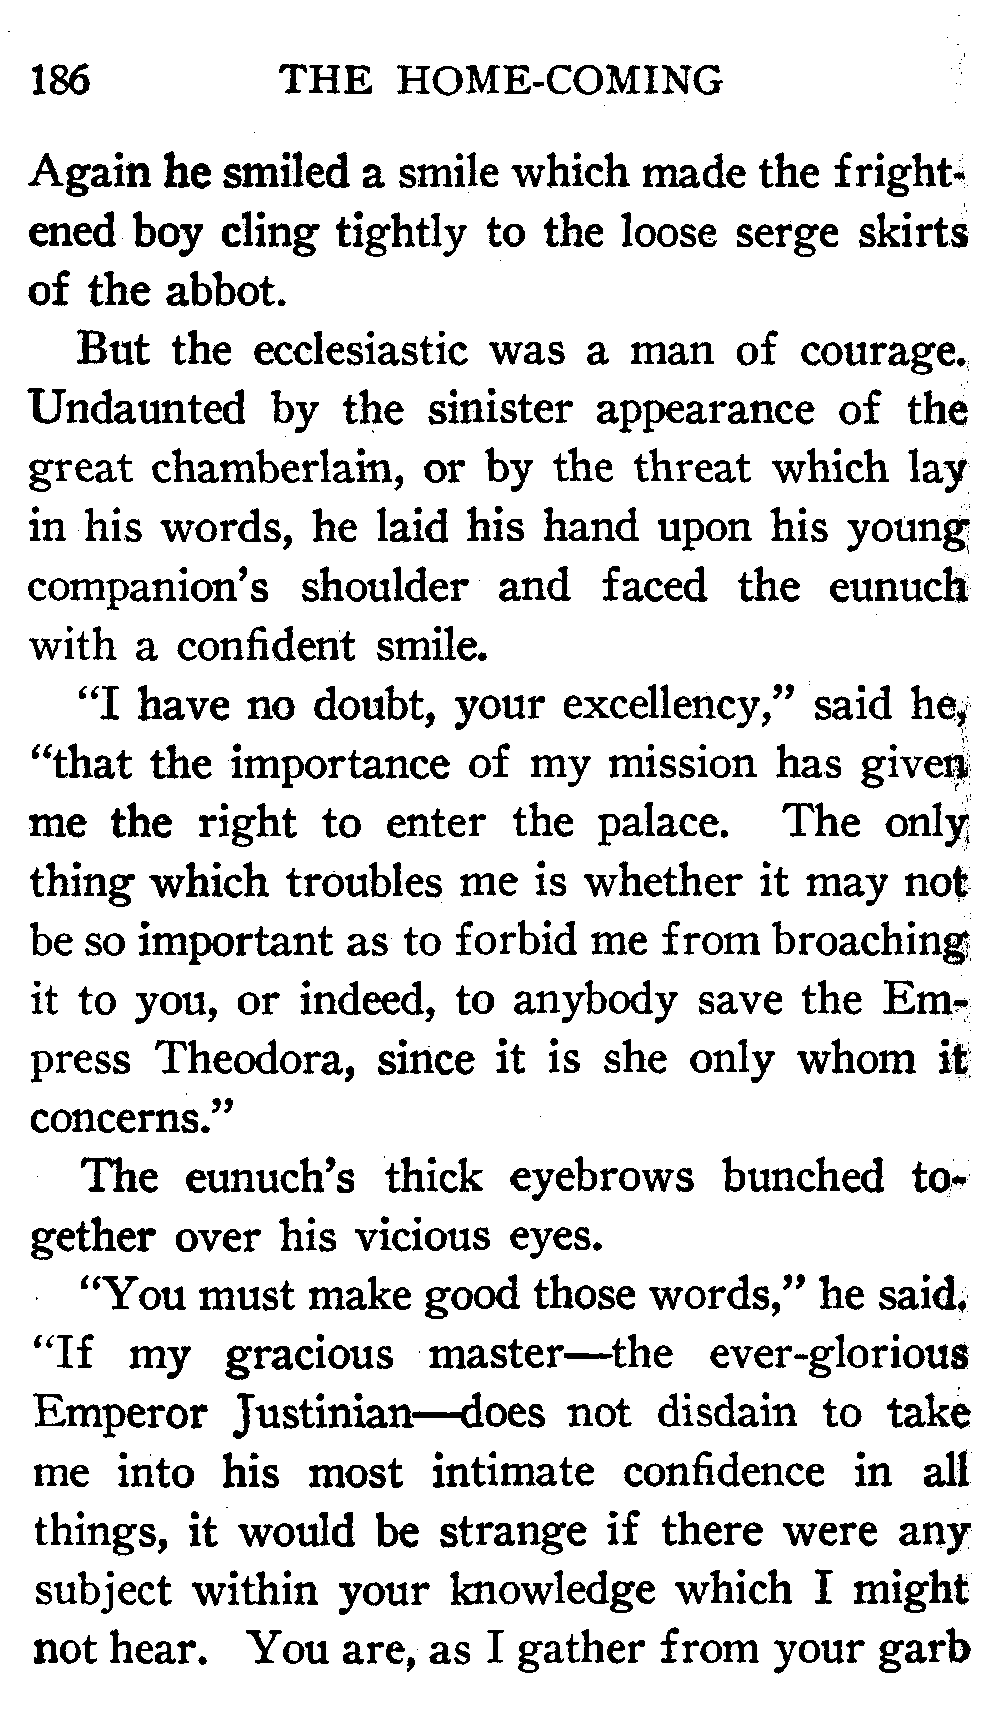 186 THE HOME-COMING
Again he smiled a smile which made the fright-
ened boy cling tightly to the loose serge skirts
of the abbot.
But the ecclesiastic was a man of courage.
Undaunted by the sinister appearance of the
great chamberlain, or by the threat which lay
in his words, he laid his hand upon his young
companion's shoulder and faced the eunuch
with a confident smile.
"I have no doubt, your excellency," said he,
"that the importance of my mission has given
me the right to enter the palace. The only
thing which troubles me is whether it may not
be so important as to forbid me from broaching
it to you, or indeed, to anybody save the Em-
press Theodora, since it is she only whom it
concerns."
The eunuch's thick eyebrows bunched to-
gether over his vicious eyes.
"You must make good those words," he said.
"If my gracious master—the ever-glorious
Emperor Justinian—does not disdain to take
me into his most intimate confidence in all
things, it would be strange if there were any
subject within your knowledge which I might
not hear. You are, as I gather from your garb